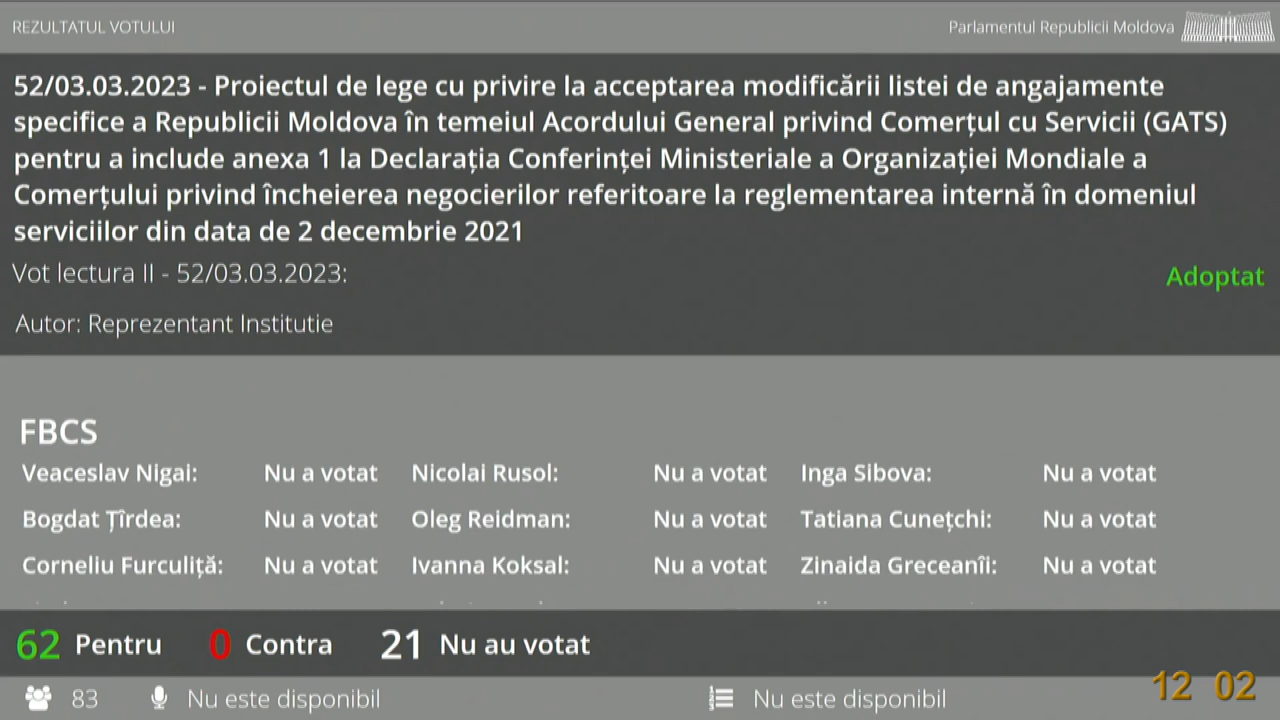 REZULTATUL VOTULUI
Parlamentul Republicii Moldova
52/03.03.2023 - Proiectul de lege cu privire la acceptarea modificării listei de angajamente
specifice a Republicii Moldova în temeiul Acordului General privind Comerțul cu Servicii (GATS)
pentru a include anexa 1 la Declarația Conferinței Ministeriale a Organizației Mondiale a
Comerțului privind încheierea negocierilor referitoare la reglementarea internă în domeniul
serviciilor din data de 2 decembrie 2021
Vot lectura II - 52/03.03.2023:
Adoptat
Autor: Reprezentant Institutie
FBCS
Veaceslav Nigai: Nu a votat Nicolai Rusol: Nu a votat Inga Sibova: Nu a votat
Bogdat Țîrdea: Nu a votat Oleg Reidman: Nu a votat Tatiana Cunețchi: Nu a votat
Corneliu Furculiță: Nu a votat Ivanna Koksal: Nu a votat Zinaida Greceanîi: Nu a votat
62 Pentru 0 Contra 21 Nu au votat
83 Nu este disponibil Nu este disponibil
12 02